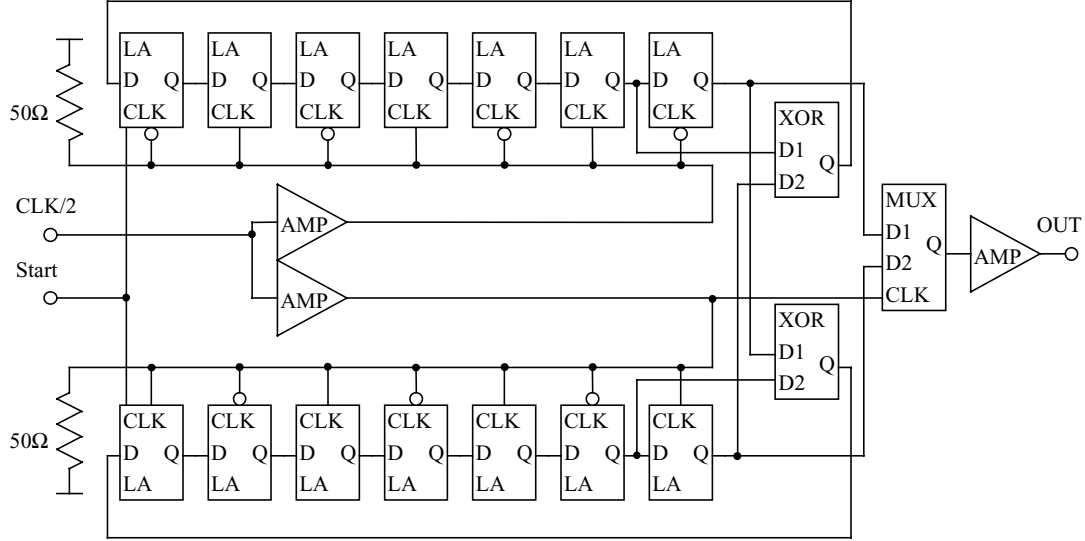 LA LA LA LA LA LA LA
D Q D Q D Q D Q D Q D Q D Q
CLK CLK CLK CLK CLK CLK CLK
50Ω
XOR
D1
Q
D2
CLK/2
AMP
MUX
D1
Q
D2
CLK
AMP
OUT
Start
AMP
XOR
D1
Q
D2
50Ω
CLK CLK CLK CLK CLK CLK CLK
D Q D Q D Q D Q D Q D Q D Q
LA LA LA LA LA LA LA